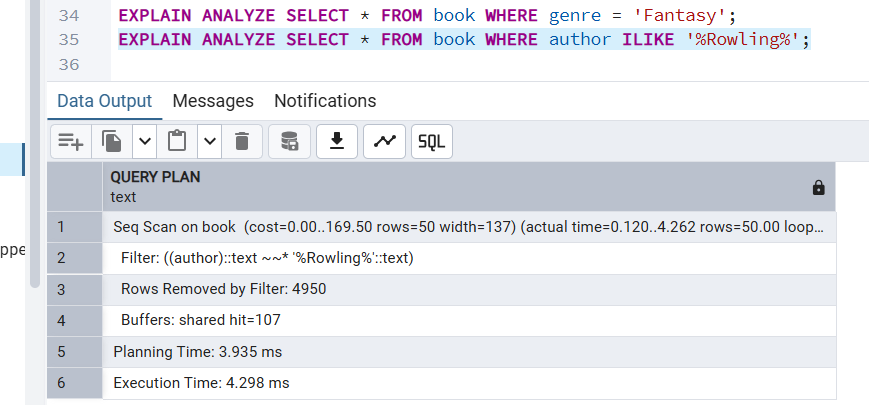 34 EXPLAIN ANALYZE SELECT * FROM book WHERE genre = 'Fantasy';
35 EXPLAIN ANALYZE SELECT * FROM book WHERE author ILIKE '%Rowling%';
36
Data Output Messages Notifications
SQL
QUERY PLAN
text
1 Seq Scan on book (cost=0.00..169.50 rows=50 width=137) (actual time=0.120..4.262 rows=50.00 loop…
2 Filter: ((author)::text ~~* '%Rowling%'::text)
ppe
3 Rows Removed by Filter: 4950
4 Buffers: shared hit=107
5 Planning Time: 3.935 ms
6 Execution Time: 4.298 ms